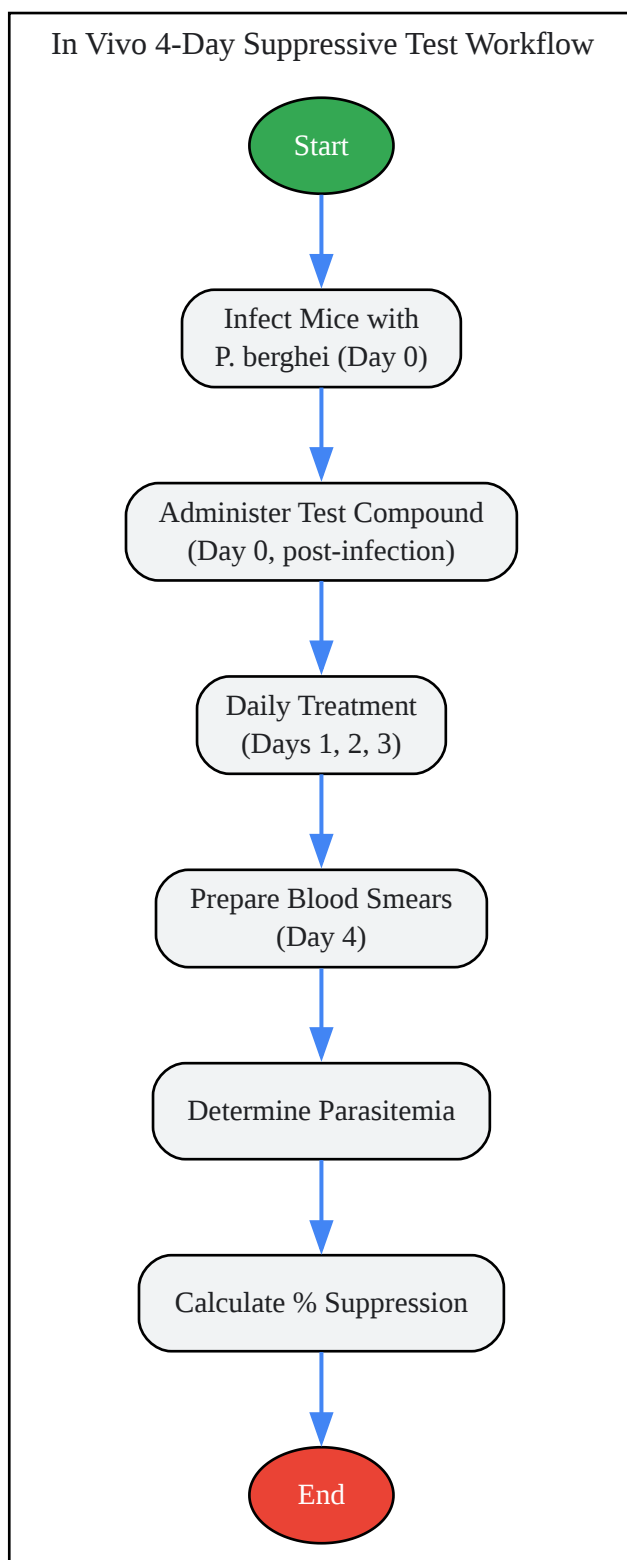 In Vivo 4-Day Suppressive Test Workflow
Start
Infect Mice with
P. berghei (Day 0)
Administer Test Compound
(Day 0, post-infection)
Daily Treatment
(Days 1, 2, 3)
Prepare Blood Smears
(Day 4)
Determine Parasitemia
Calculate % Suppression
End